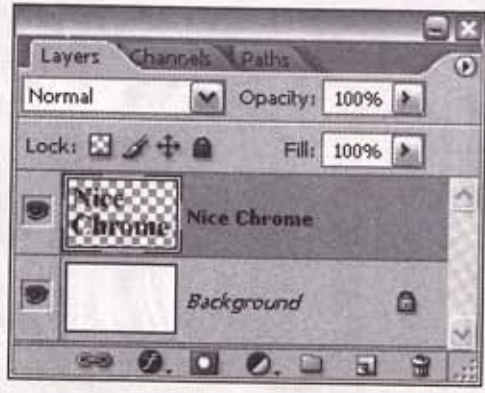 Layers Channels Paths
Normal Opacity: 100%
Lock: Fill: 100%
Nice
Chrome
Nice Chrome
Background